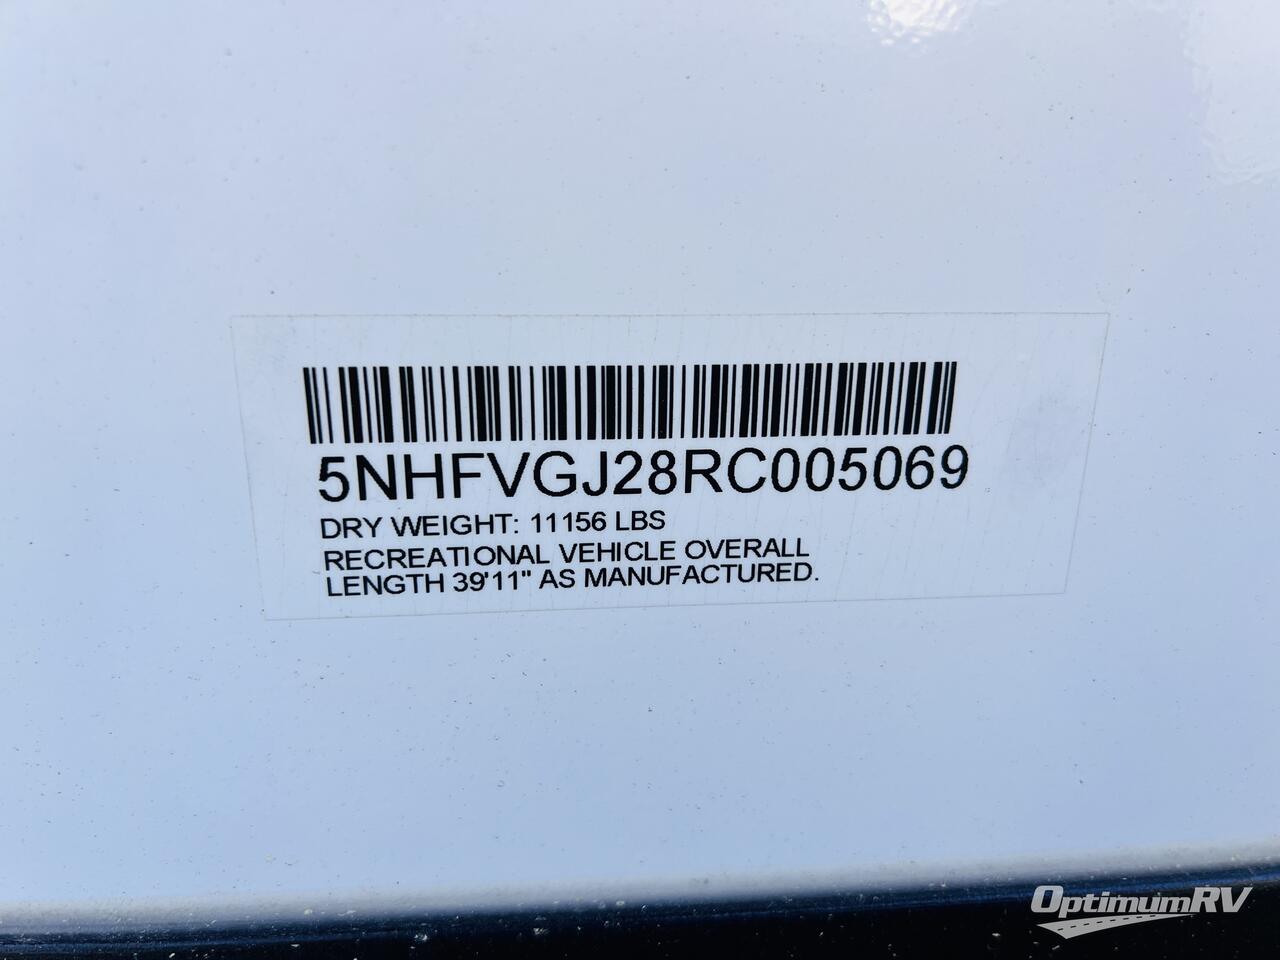 5NHFVGJ28RC005069
DRY WEIGHT: 11156 LBS
RECREATIONAL VEHICLE OVERALL
LENGTH 39'11" AS MANUFACTURED.
OptimumRV